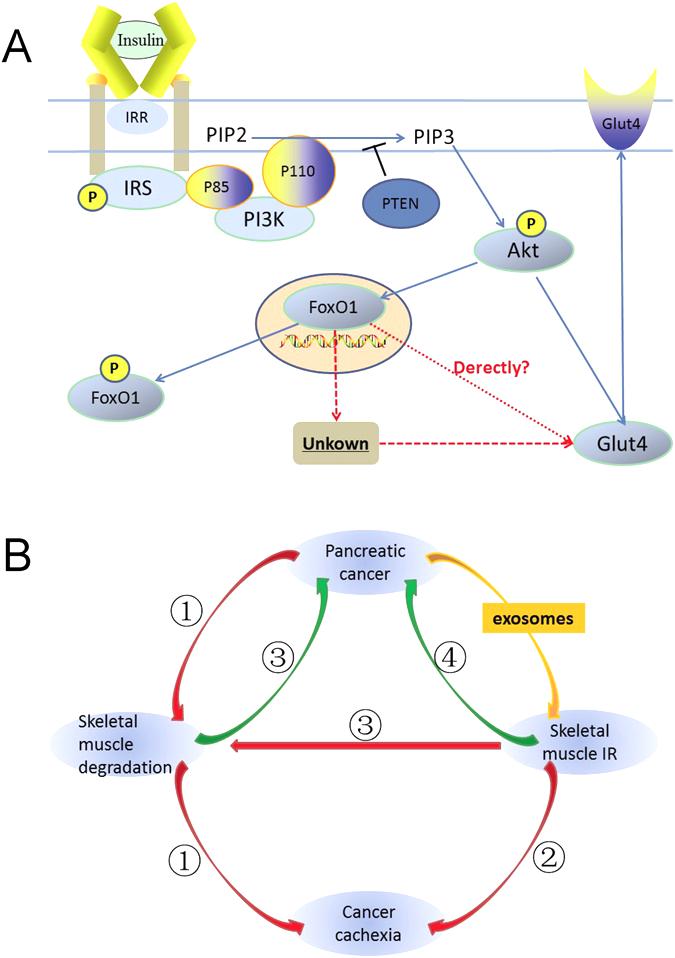 A
Insulin
IRR
PIP2
PIP3
Glut4
P110
P85
IRS
P
PI3K
PTEN
P
Akt
FoxO1
P
FoxO1
Derectly?
Unkown
Glut4
B
Pancreatic
cancer
①
exosomes
③
④
Skeletal
muscle
degradation
③
Skeletal
muscle IR
①
②
Cancer
cachexia